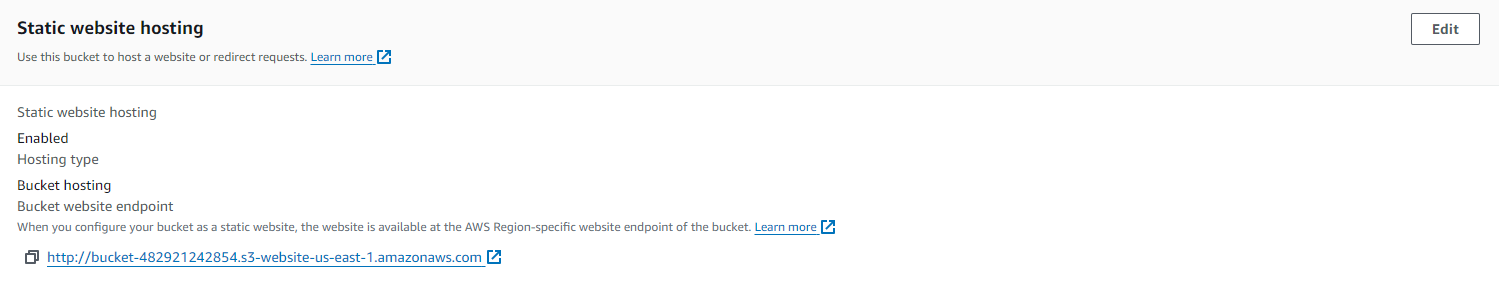 Static website hosting
Edit
Use this bucket to host a website or redirect requests. Learn more
Static website hosting
Enabled
Hosting type
Bucket hosting
Bucket website endpoint
When you configure your bucket as a static website, the website is available at the AWS Region-specific website endpoint of the bucket. Learn more
http://bucket-482921242854.s3-website-us-east-1.amazonaws.com